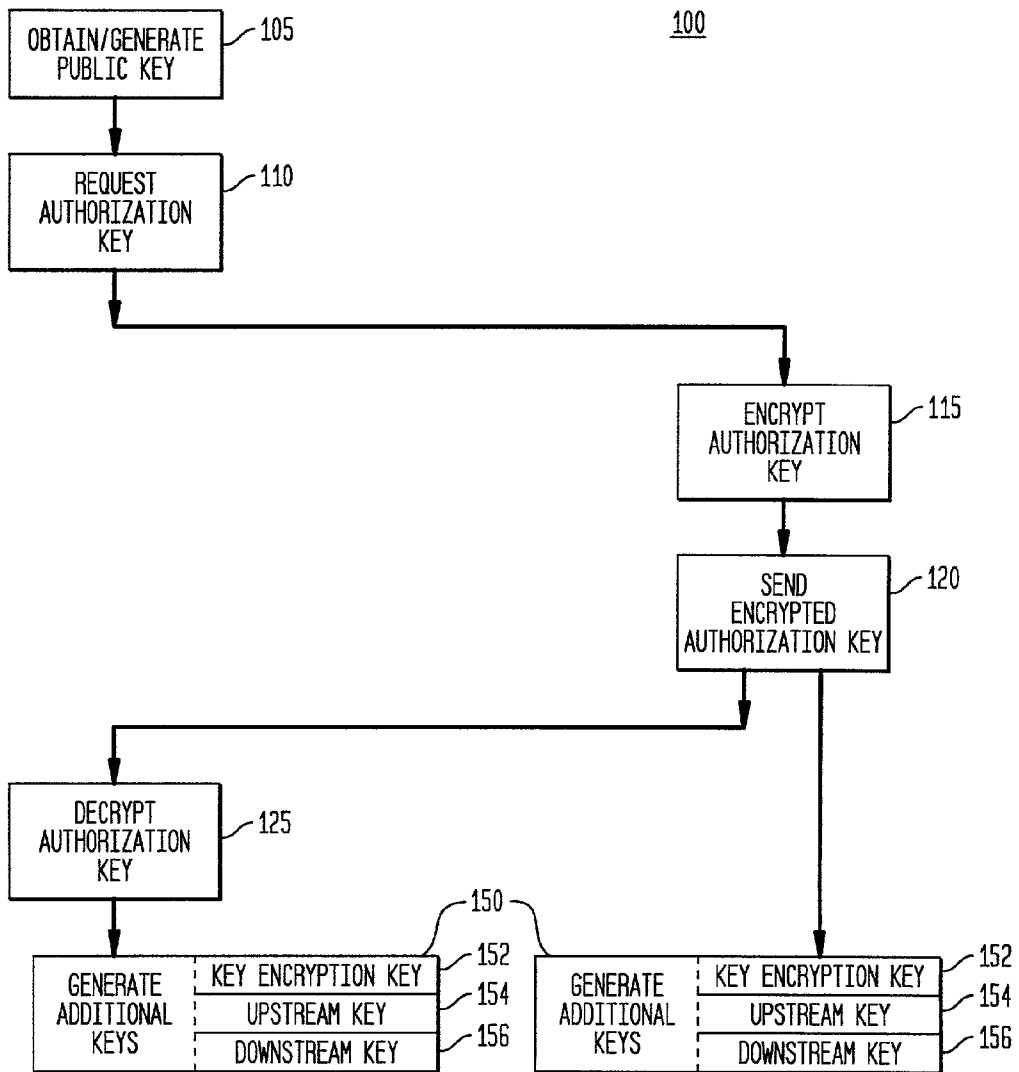 OBTAIN/GENERATE
PUBLIC KEY
105
100
REQUEST
AUTHORIZATION
KEY
110
ENCRYPT
AUTHORIZATION
KEY
115
SEND
ENCRYPTED
AUTHORIZATION KEY
120
DECRYPT
AUTHORIZATION
KEY
125
150
GENERATE
ADDITIONAL
KEYS
KEY ENCRYPTION KEY
152
UPSTREAM KEY
154
DOWNSTREAM KEY
156
GENERATE
ADDITIONAL
KEYS
KEY ENCRYPTION KEY
152
UPSTREAM KEY
154
DOWNSTREAM KEY
156